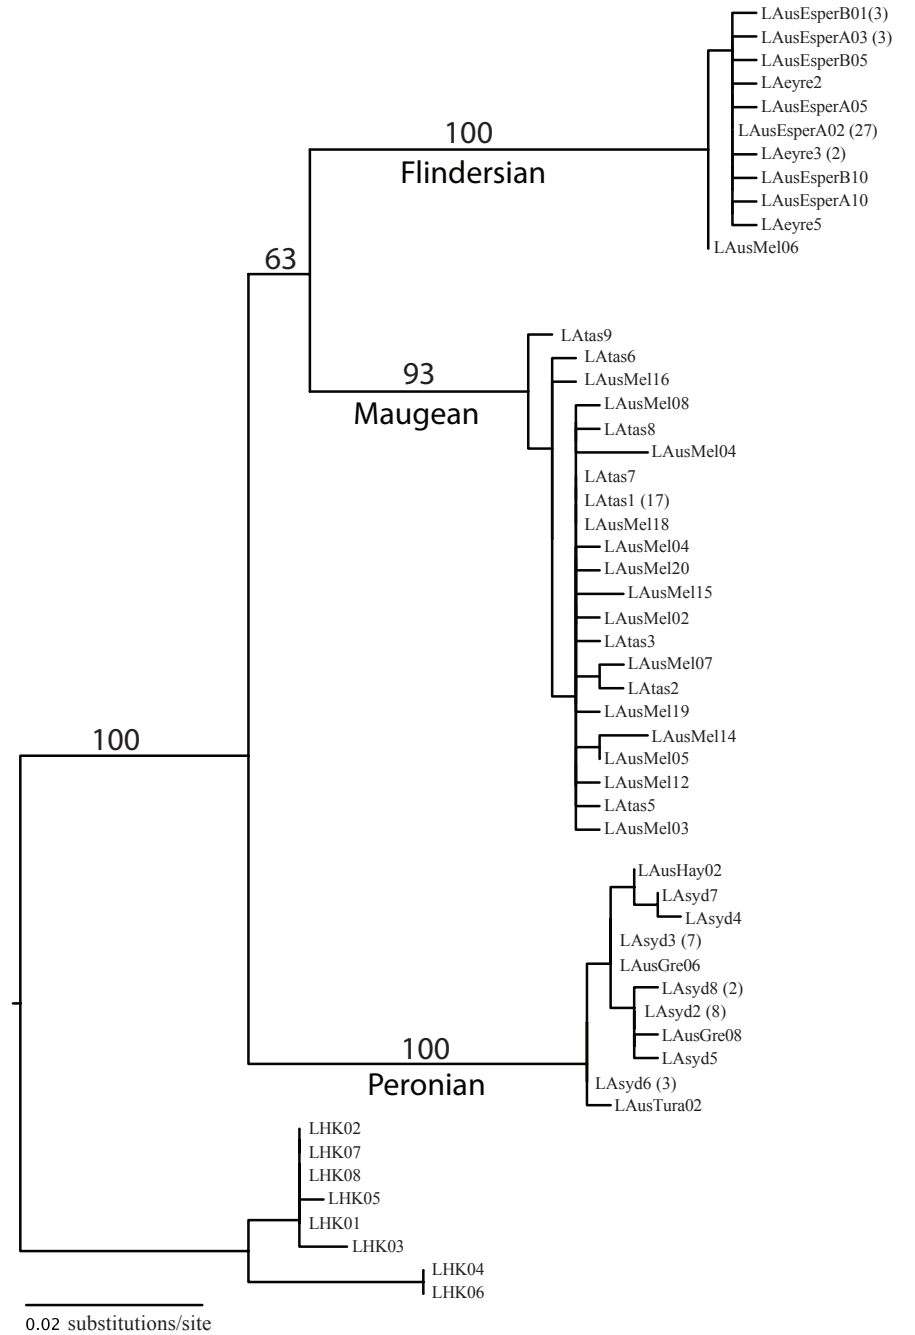 LAusEsperB01(3)
LAusEsperA03 (3)
LAusEsperB05
LAeyre2
LAusEsperA05
LAusEsperA02 (27)
LAeyre3 (2)
LAusEsperB10
LAusEsperA10
LAeyre5
LAusMel06
100
Flindersian
63
LAtas9
LAtas6
LAusMel16
LAusMel08
LAtas8
LAusMel04
LAtas7
LAtas1 (17)
LAusMel18
LAusMel04
LAusMel20
LAusMel15
LAusMel02
LAtas3
LAusMel07
LAtas2
LAusMel19
LAusMel14
LAusMel05
LAusMel12
LAtas5
LAusMel03
93
Maugean
100
LAusHay02
LAsyd7
LAsyd4
LAsyd3 (7)
LAusGre06
LAsyd8 (2)
LAsyd2 (8)
LAusGre08
LAsyd5
LAsyd6 (3)
LAusTura02
100
Peronian
LHK02
LHK07
LHK08
LHK05
LHK01
LHK03
LHK04
LHK06
0.02 substitutions/site